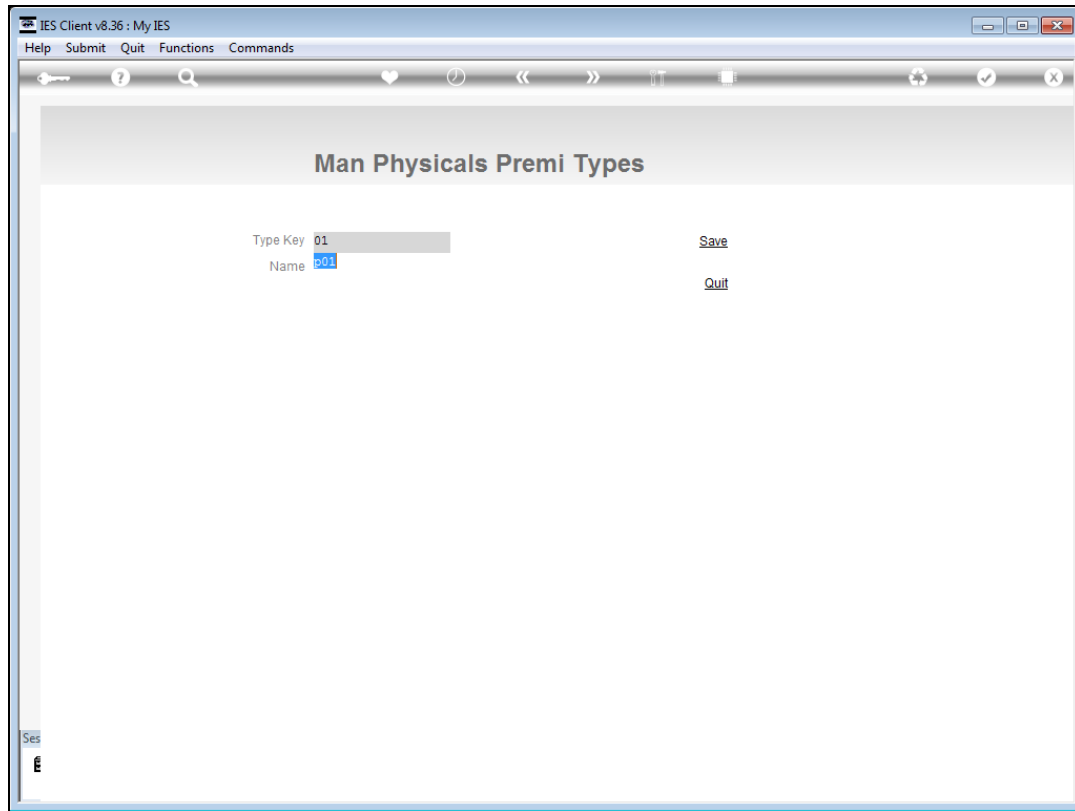 IES Client v8.36 : My IES
Help Submit Quit Functions Commands
Man Physicals Premi Types
Type Key 01 Save
Name p01
Quit
Ses